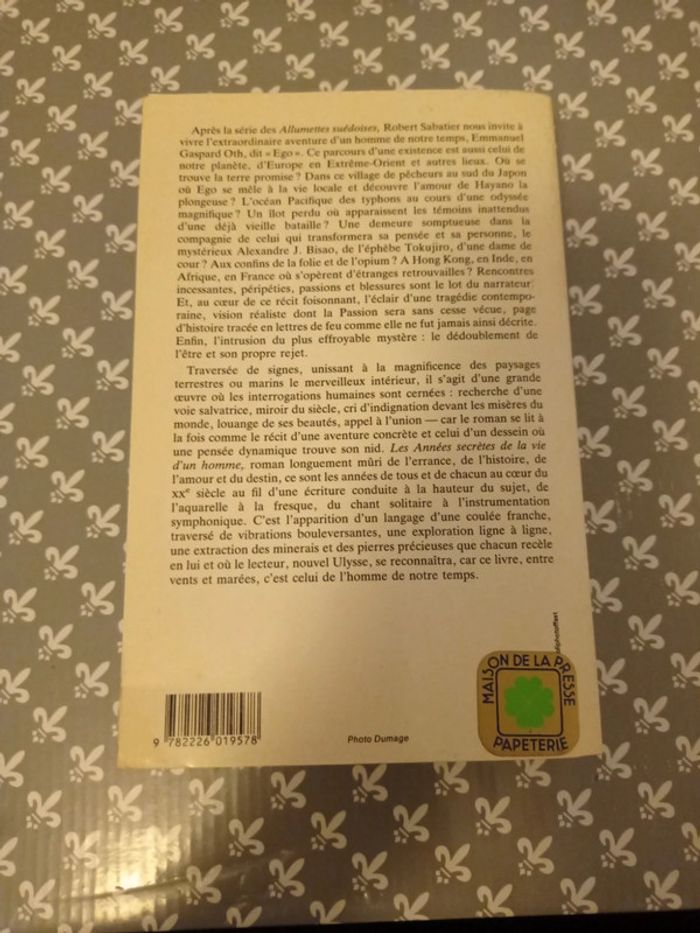 Après la série des Allumettes suédoises, Robert Sabatier nous invite à
vivre l'extraordinaire aventure d'un homme de notre temps, Emmanuel
Gaspard Oth, dit « Ego ». Ce parcours d'une existence est aussi celui de
notre planète, d'Europe en Extrême-Orient et autres lieux. Où se
trouve la terre promise ? Dans ce village de pêcheurs au sud du Japon
où Ego se mêle à la vie locale et découvre l'amour de Hayano la
plongeuse ? L'océan Pacifique des typhons au cours d'une odyssée
magnifique ? Un îlot perdu où apparaissent les témoins inattendus
d'une déjà vieille bataille ? Une demeure somptueuse dans la
compagnie de celui qui transformera sa pensée et sa personne, le
mystérieux Alexandre J. Bisao, de l'éphèbe Tokujiro, d'une dame de
cour ? Aux confins de la folie et de l'opium ? A Hong Kong, en Inde, en
Afrique, en France où s'opèrent d'étranges retrouvailles ? Rencontres
incessantes, péripéties, passions et blessures sont le lot du narrateur.
Et, au cœur de ce récit foisonnant, l'éclair d'une tragédie contempo-
raine, vision réaliste dont la Passion sera sans cesse vécue, page
d'histoire tracée en lettres de feu comme elle ne fut jamais ainsi décrite.
Enfin, l'intrusion du plus effroyable mystère : le dédoublement de
l'être et son propre rejet.
Traversée de signes, unissant à la magnificence des paysages
terrestres ou marins le merveilleux intérieur, il s'agit d'une grande
œuvre où les interrogations humaines sont cernées : recherche d'une
voie salvatrice, miroir du siècle, cri d'indignation devant les misères du
monde, louange de ses beautés, appel à l'union — car le roman se lit à
la fois comme le récit d'une aventure concrète et celui d'un dessein où
une pensée dynamique trouve son nid. Les Années secrètes de la vie
d'un homme, roman longuement mûri de l'errance, de l'histoire, de
l'amour et du destin, ce sont les années de tous et de chacun au cœur du
XXe siècle au fil d'une écriture conduite à la hauteur du sujet, de
l'aquarelle à la fresque, du chant solitaire à l'instrumentation
symphonique. C'est l'apparition d'un langage d'une coulée franche,
traversé de vibrations bouleversantes, une exploration ligne à ligne,
une extraction des minerais et des pierres précieuses que chacun recèle
en lui et où le lecteur, nouvel Ulysse, se reconnaîtra, car ce livre, entre
vents et marées, c'est celui de l'homme de notre temps.
9 782226 019578
Photo Dumage
MAISON DE LA PRESSE
PAPETERIE